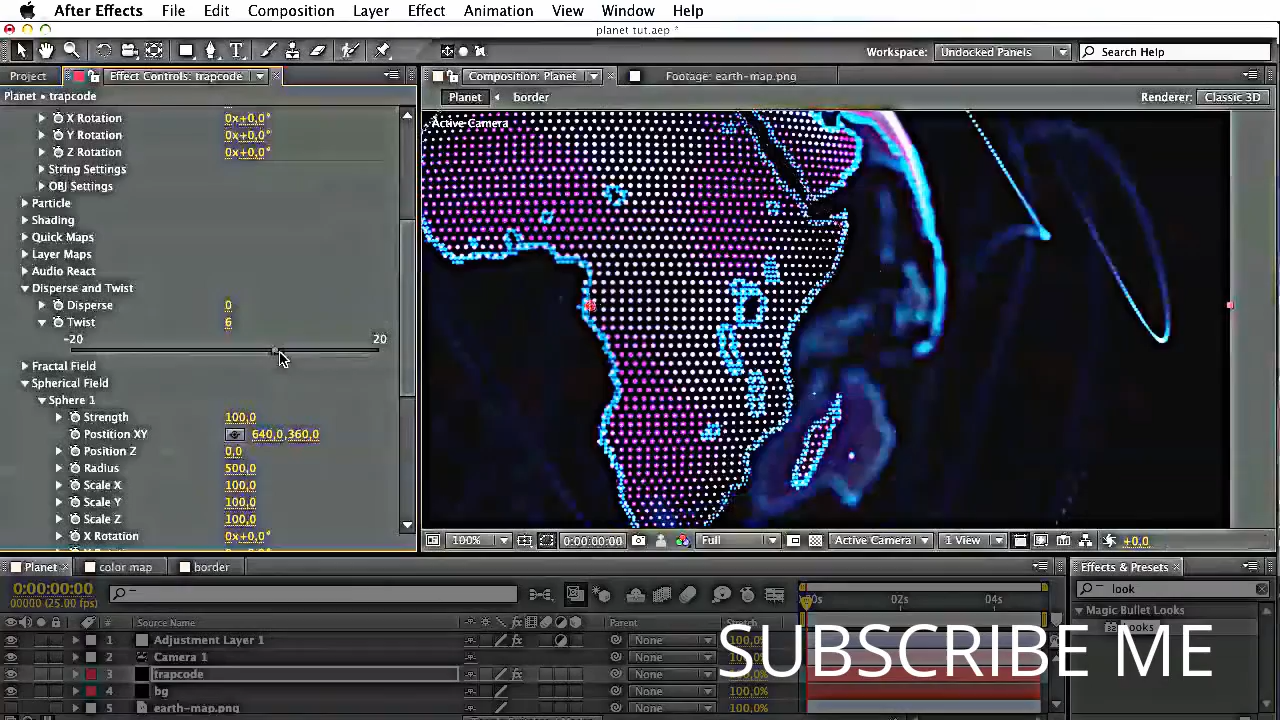 After Effects File Edit Composition Layer Effect Animation View Window Help
planet tut.aep *
Workspace: Undocked Panels Search Help
Project Effect Controls: trapcode Composition: Planet Footage: earth-map.png
Planet • trapcode Planet border Renderer: Classic 3D
Active Camera
X Rotation 0x+0,0°
Y Rotation 0x+0,0°
Z Rotation 0x+0,0°
String Settings
OBJ Settings
Particle
Shading
Quick Maps
Layer Maps
Audio React
Disperse and Twist
Disperse 0
Twist 6
-20 20
Fractal Field
Spherical Field
Sphere 1
Strength 100,0
Position XY 640,0,360,0
Position Z 0,0
Radius 500,0
Scale X 100,0
Scale Y 100,0
Scale Z 100,0
X Rotation 0x+0,0°
100% 0:00:00:00 Full Active Camera 1 View +0,0
Planet color map border Effects & Presets
0:00:00:00
00000 (25.00 fps)
look
02s 04s
Magic Bullet Looks
Looks
# Source Name Parent Stretch
1 Adjustment Layer 1 None 100,0%
2 Camera 1 None
3 trapcode None
4 bg None 100,0%
5 earth-map.png None 100,0%
SUBSCRIBE ME